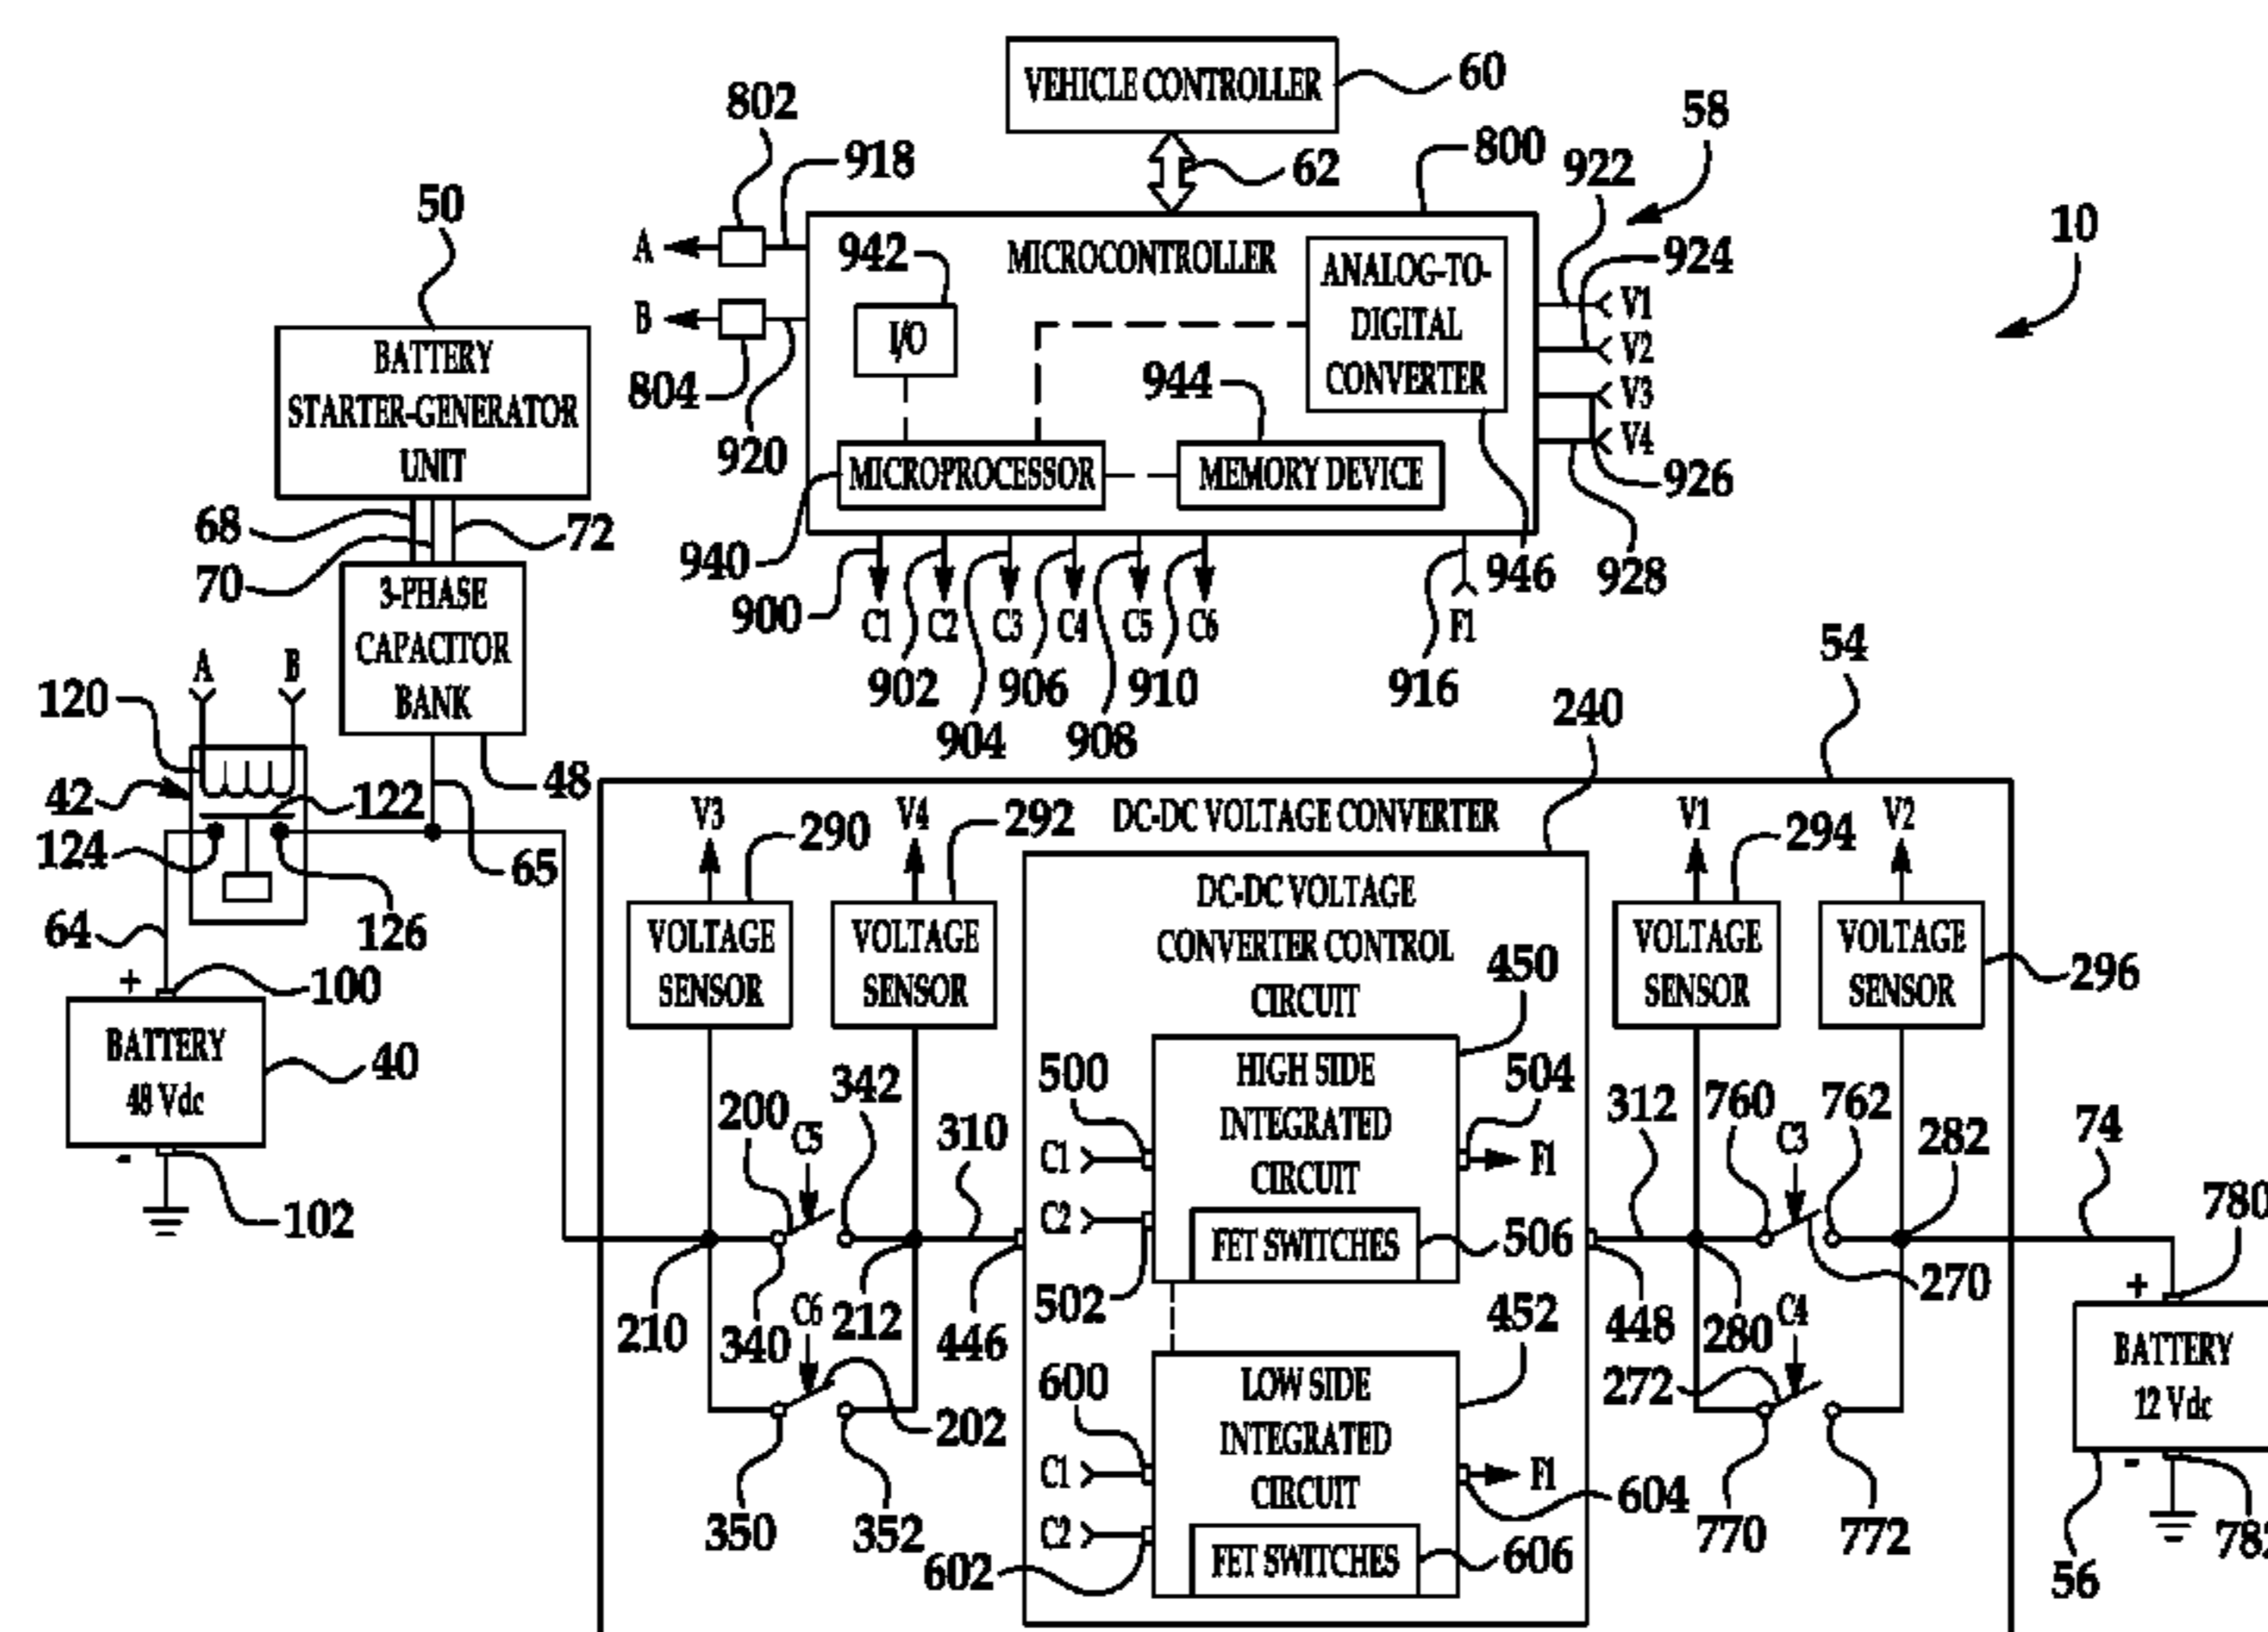 VEHICLE CONTROLLER
60
802
918
62
800
58
922
924
10
50
A
942
MICROCONTROLLER
ANALOG-TO-
DIGITAL
CONVERTER
V1
V2
V3
V4
B
I/O
804
944
920
926
BATTERY
STARTER-GENERATOR
UNIT
MICROPROCESSOR
MEMORY DEVICE
68
72
70
940
946
928
900
C1
C2
C3
C4
C5
C6
F1
902
906
910
916
904
908
3-PHASE
CAPACITOR
BANK
A
B
120
42
122
48
124
65
126
64
+
100
BATTERY
48 Vdc
40
-
102
54
240
V3
290
V4
292
DC-DC VOLTAGE CONVERTER
V1
294
V2
VOLTAGE
SENSOR
VOLTAGE
SENSOR
DC-DC VOLTAGE
CONVERTER CONTROL
CIRCUIT
VOLTAGE
SENSOR
VOLTAGE
SENSOR
296
450
500
HIGH SIDE
INTEGRATED
CIRCUIT
504
200
C5
342
310
C1
F1
C2
FET SWITCHES
506
502
312
760
C3
762
282
74
780
210
340
C6
212
446
448
280
C4
270
272
452
600
LOW SIDE
INTEGRATED
CIRCUIT
202
C1
F1
C2
604
350
352
602
FET SWITCHES
606
770
772
+
BATTERY
12 Vdc
-
56